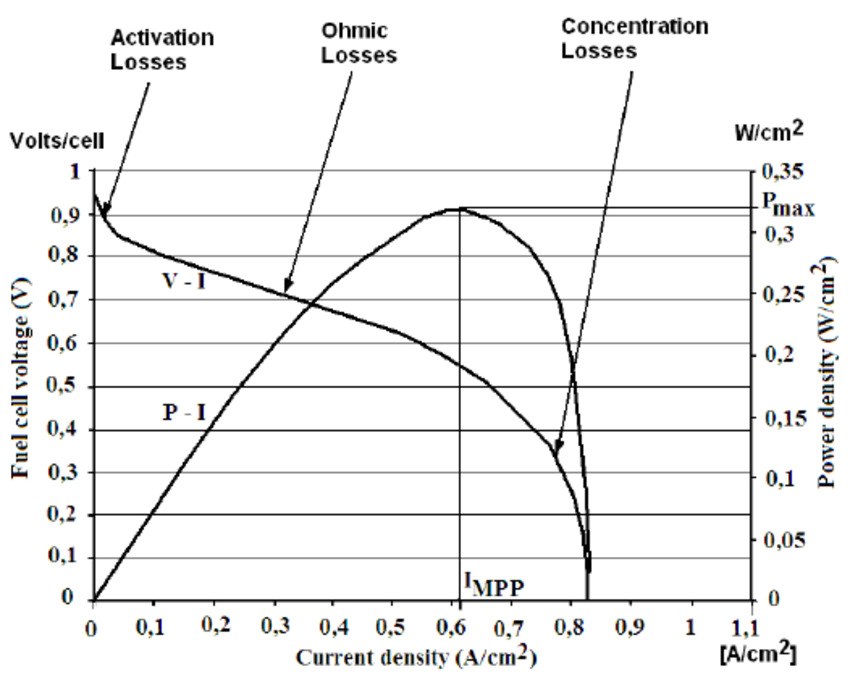 Activation
Losses
Ohmic
Losses
Concentration
Losses
Volts/cell
W/cm2
1
0,9
0,8
0,7
0,6
0,5
0,4
0,3
0,2
0,1
0
0,35
Pmax
0,3
0,25
0,2
0,15
0,1
0,05
0
Fuel cell voltage (V)
Power density (W/cm2)
V - I
P - I
IMPP
0
0,1
0,2
0,3
0,4
0,5
0,6
0,7
0,8
0,9
1
1,1
Current density (A/cm2)
[A/cm2]